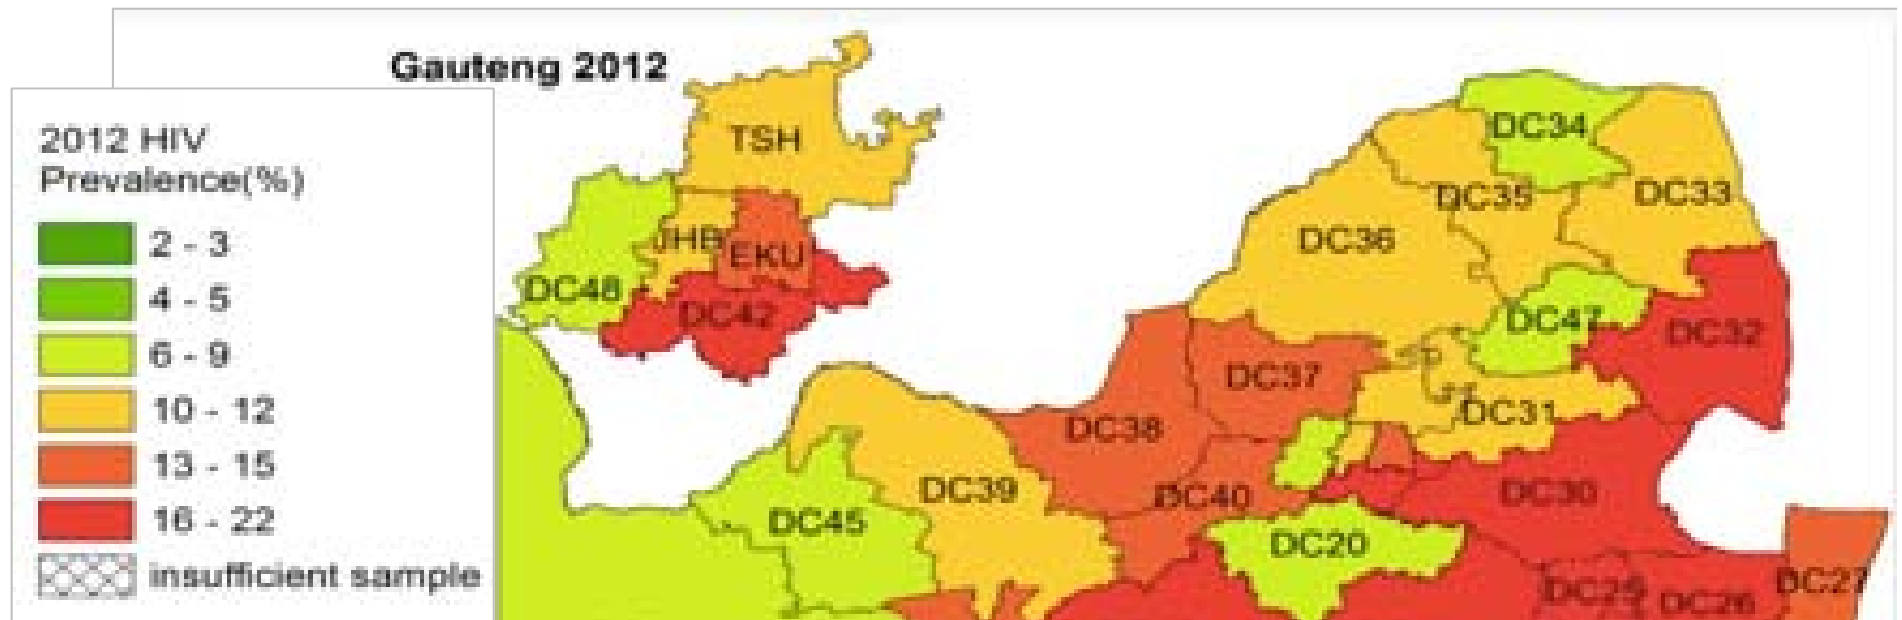 Gauteng 2012
2012 HIV
Prevalence(%)
2 - 3
4 - 5
6 - 9
10 - 12
13 - 15
16 - 22
insufficient sample
TSH
JHB
EKU
DC48
DC42
DC34
DC35
DC33
DC36
DC47
DC32
DC37
DC31
DC38
DC39
DC40
DC30
DC45
DC20
DC25
DC26
DC27